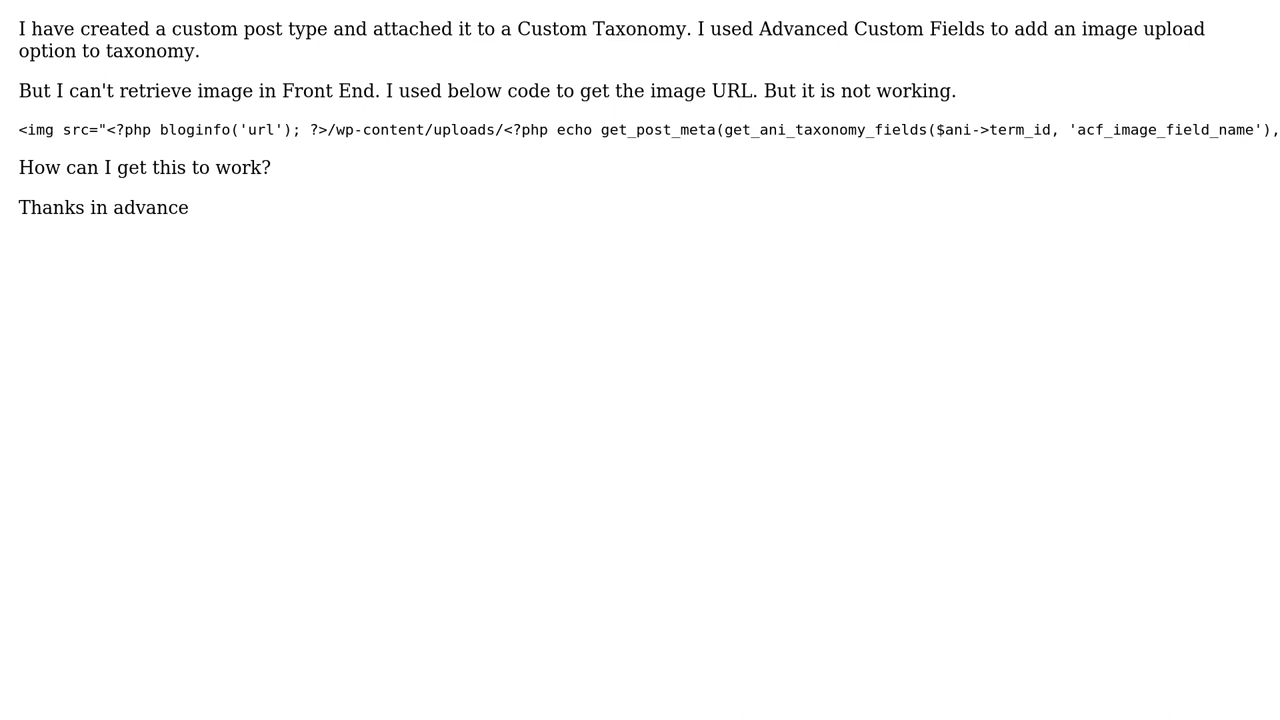 I have created a custom post type and attached it to a Custom Taxonomy. I used Advanced Custom Fields to add an image upload
option to taxonomy.
But I can't retrieve image in Front End. I used below code to get the image URL. But it is not working.
<img src="<?php bloginfo('url'); ?>/wp-content/uploads/<?php echo get_post_meta(get_ani_taxonomy_fields($ani->term_id, 'acf_image_field_name'),
How can I get this to work?
Thanks in advance